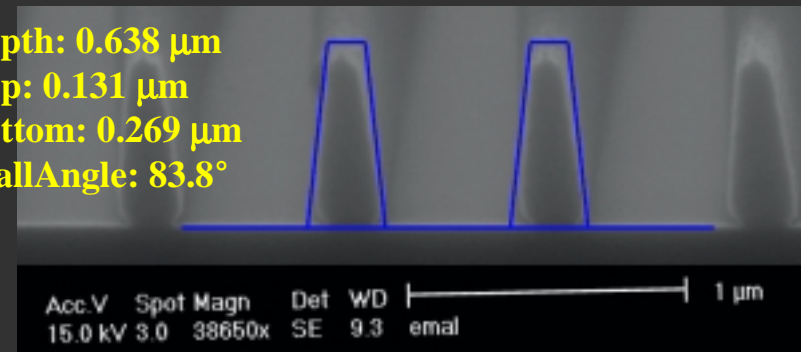 pth: 0.638 μm
p: 0.131 μm
ttom: 0.269 μm
allAngle: 83.8°
Acc.V Spot Magn Det WD 1 μm
15.0 kV 3.0 38650x SE 9.3 emal